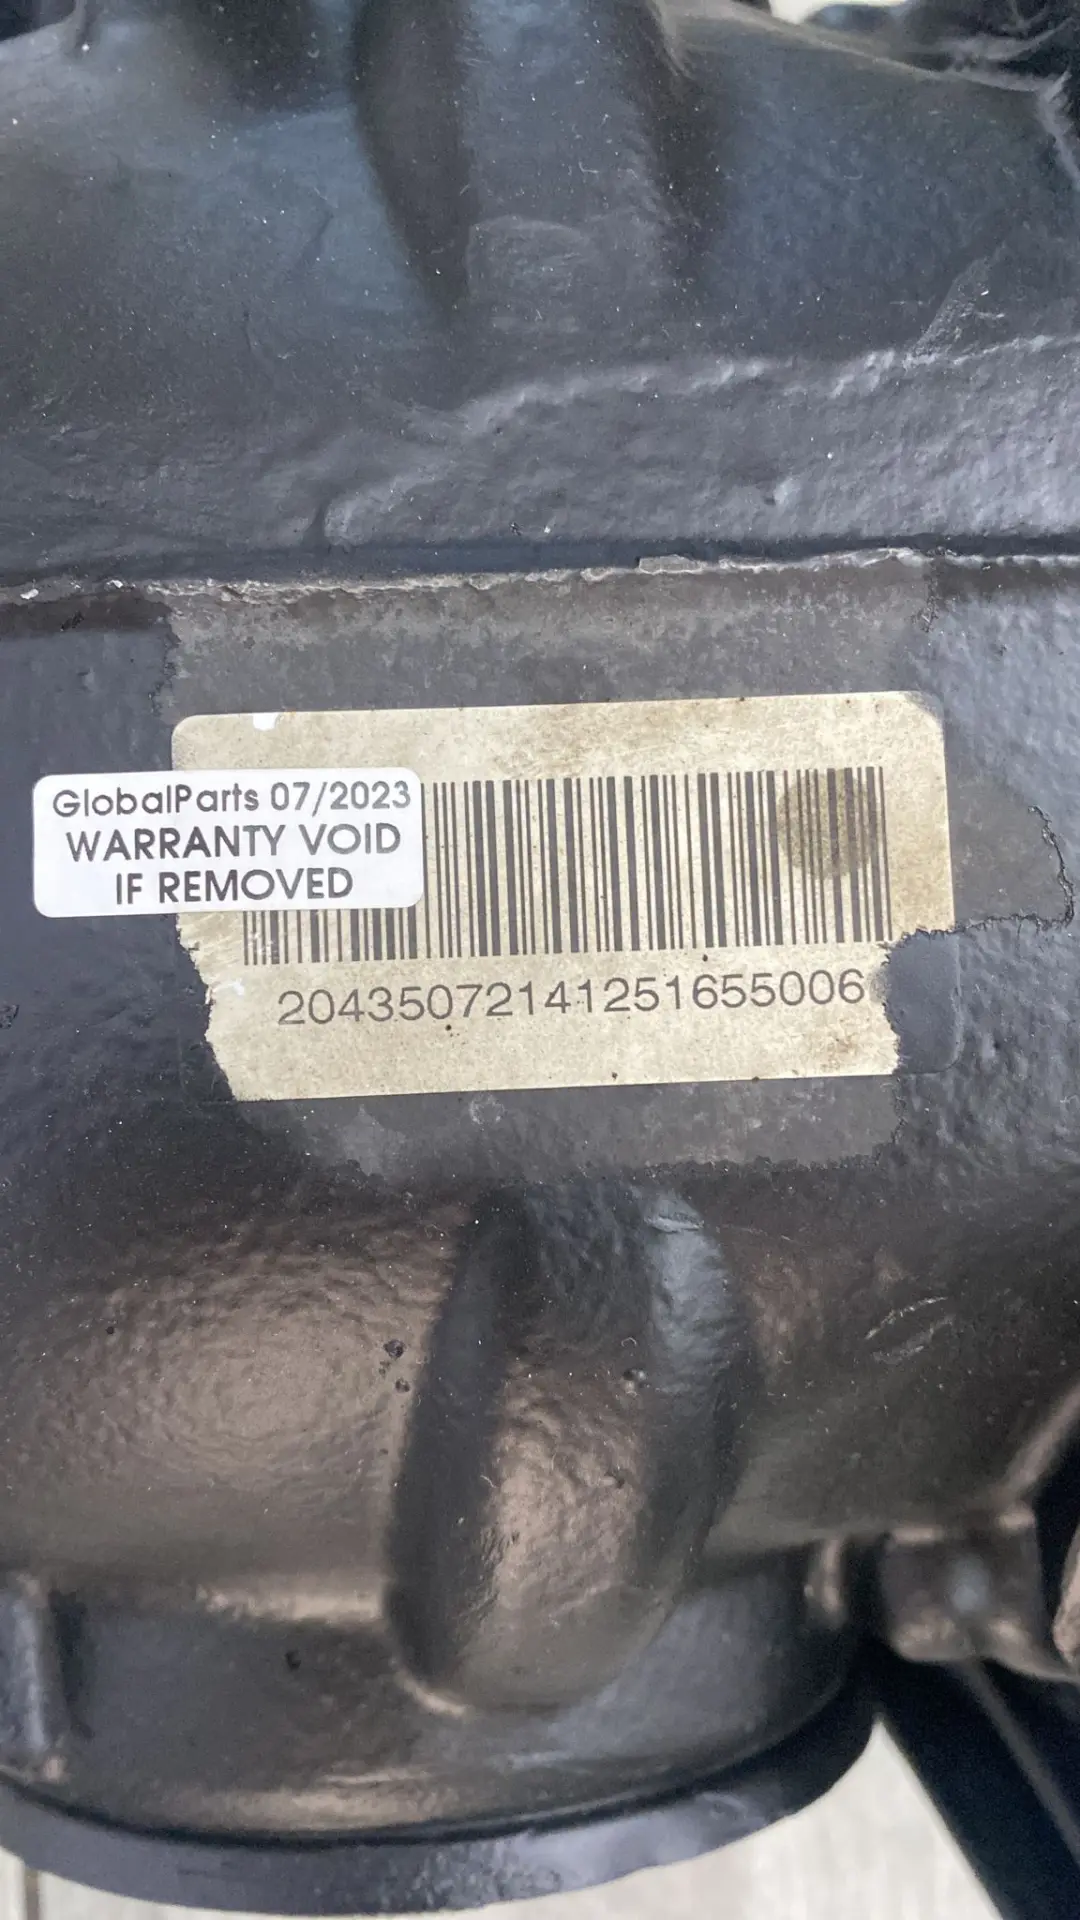 GlobalParts 07/2023
WARRANTY VOID
IF REMOVED
20435072141251655006